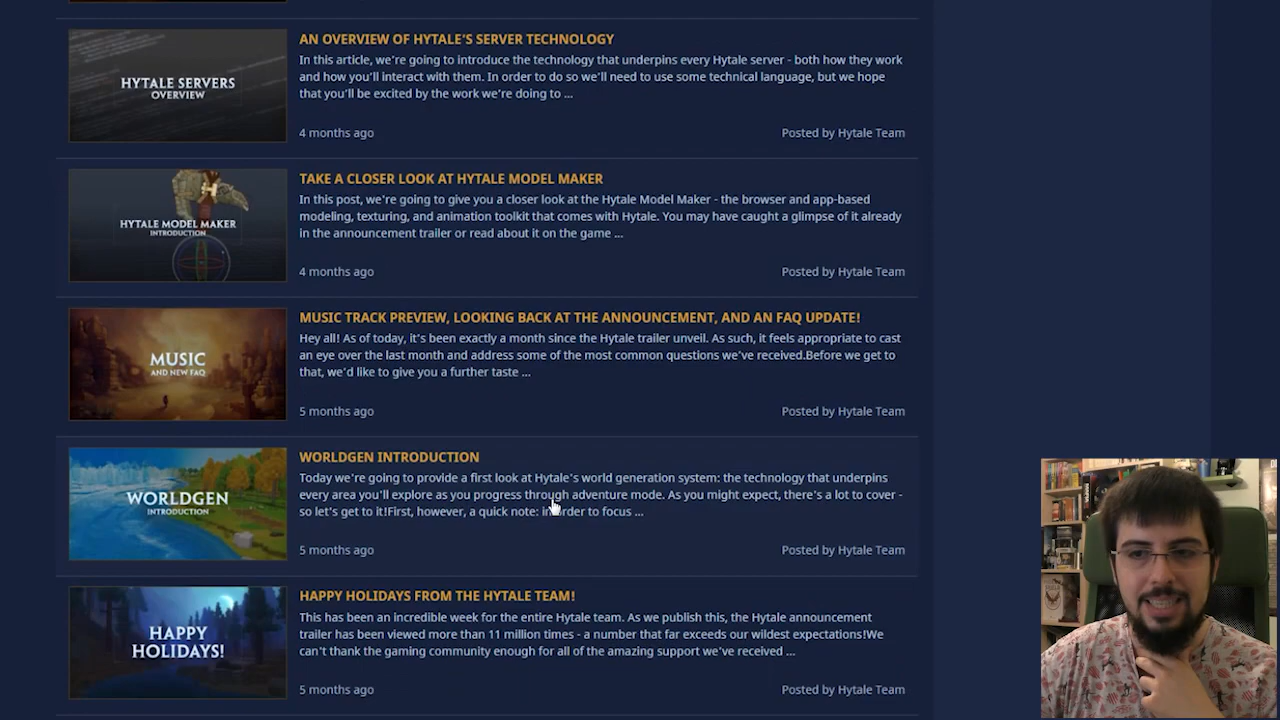 AN OVERVIEW OF HYTALE'S SERVER TECHNOLOGY
HYTALE SERVERS
OVERVIEW
In this article, we're going to introduce the technology that underpins every Hytale server - both how they work
and how you'll interact with them. In order to do so we'll need to use some technical language, but we hope
that you'll be excited by the work we're doing to ...
4 months ago
Posted by Hytale Team
TAKE A CLOSER LOOK AT HYTALE MODEL MAKER
HYTALE MODEL MAKER
INTRODUCTION
In this post, we're going to give you a closer look at the Hytale Model Maker - the browser and app-based
modeling, texturing, and animation toolkit that comes with Hytale. You may have caught a glimpse of it already
in the announcement trailer or read about it on the game ...
4 months ago
Posted by Hytale Team
MUSIC TRACK PREVIEW, LOOKING BACK AT THE ANNOUNCEMENT, AND AN FAQ UPDATE!
MUSIC
AND NEW FAQ
Hey all! As of today, it's been exactly a month since the Hytale trailer unveil. As such, it feels appropriate to cast
an eye over the last month and address some of the most common questions we've received.Before we get to
that, we'd like to give you a further taste ...
5 months ago
Posted by Hytale Team
WORLDGEN INTRODUCTION
WORLDGEN
INTRODUCTION
Today we're going to provide a first look at Hytale's world generation system: the technology that underpins
every area you'll explore as you progress through adventure mode. As you might expect, there's a lot to cover -
so let's get to it!First, however, a quick note: in order to focus ...
5 months ago
Posted by Hytale Team
HAPPY HOLIDAYS FROM THE HYTALE TEAM!
HAPPY
HOLIDAYS!
This has been an incredible week for the entire Hytale team. As we publish this, the Hytale announcement
trailer has been viewed more than 11 million times - a number that far exceeds our wildest expectations!We
can't thank the gaming community enough for all of the amazing support we've received ...
5 months ago
Posted by Hytale Team